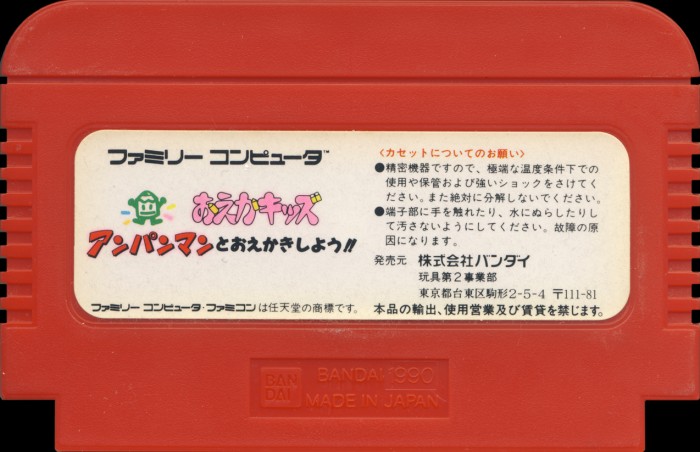 ファミリー コンピュータ™
おえかキッズ
アンパンマンとおえかきしよう!!
ファミリー コンピュータ・ファミコンは任天堂の商標です。
〈カセットについてのお願い〉
●精密機器ですので、極端な温度条件下での
使用や保管および強いショックをさけてくだ
さい。また絶対に分解しないでください。
●端子部に手を触れたり、水にぬらしたりし
て汚さないようにしてください。故障の原
因になります。
発売元 株式会社バンダイ
玩具第2事業部
東京都台東区駒形2-5-4 〒111-81
本品の輸出、使用営業及び賃貸を禁じます。
BAN
DAI
BANDAI 1990
MADE IN JAPAN